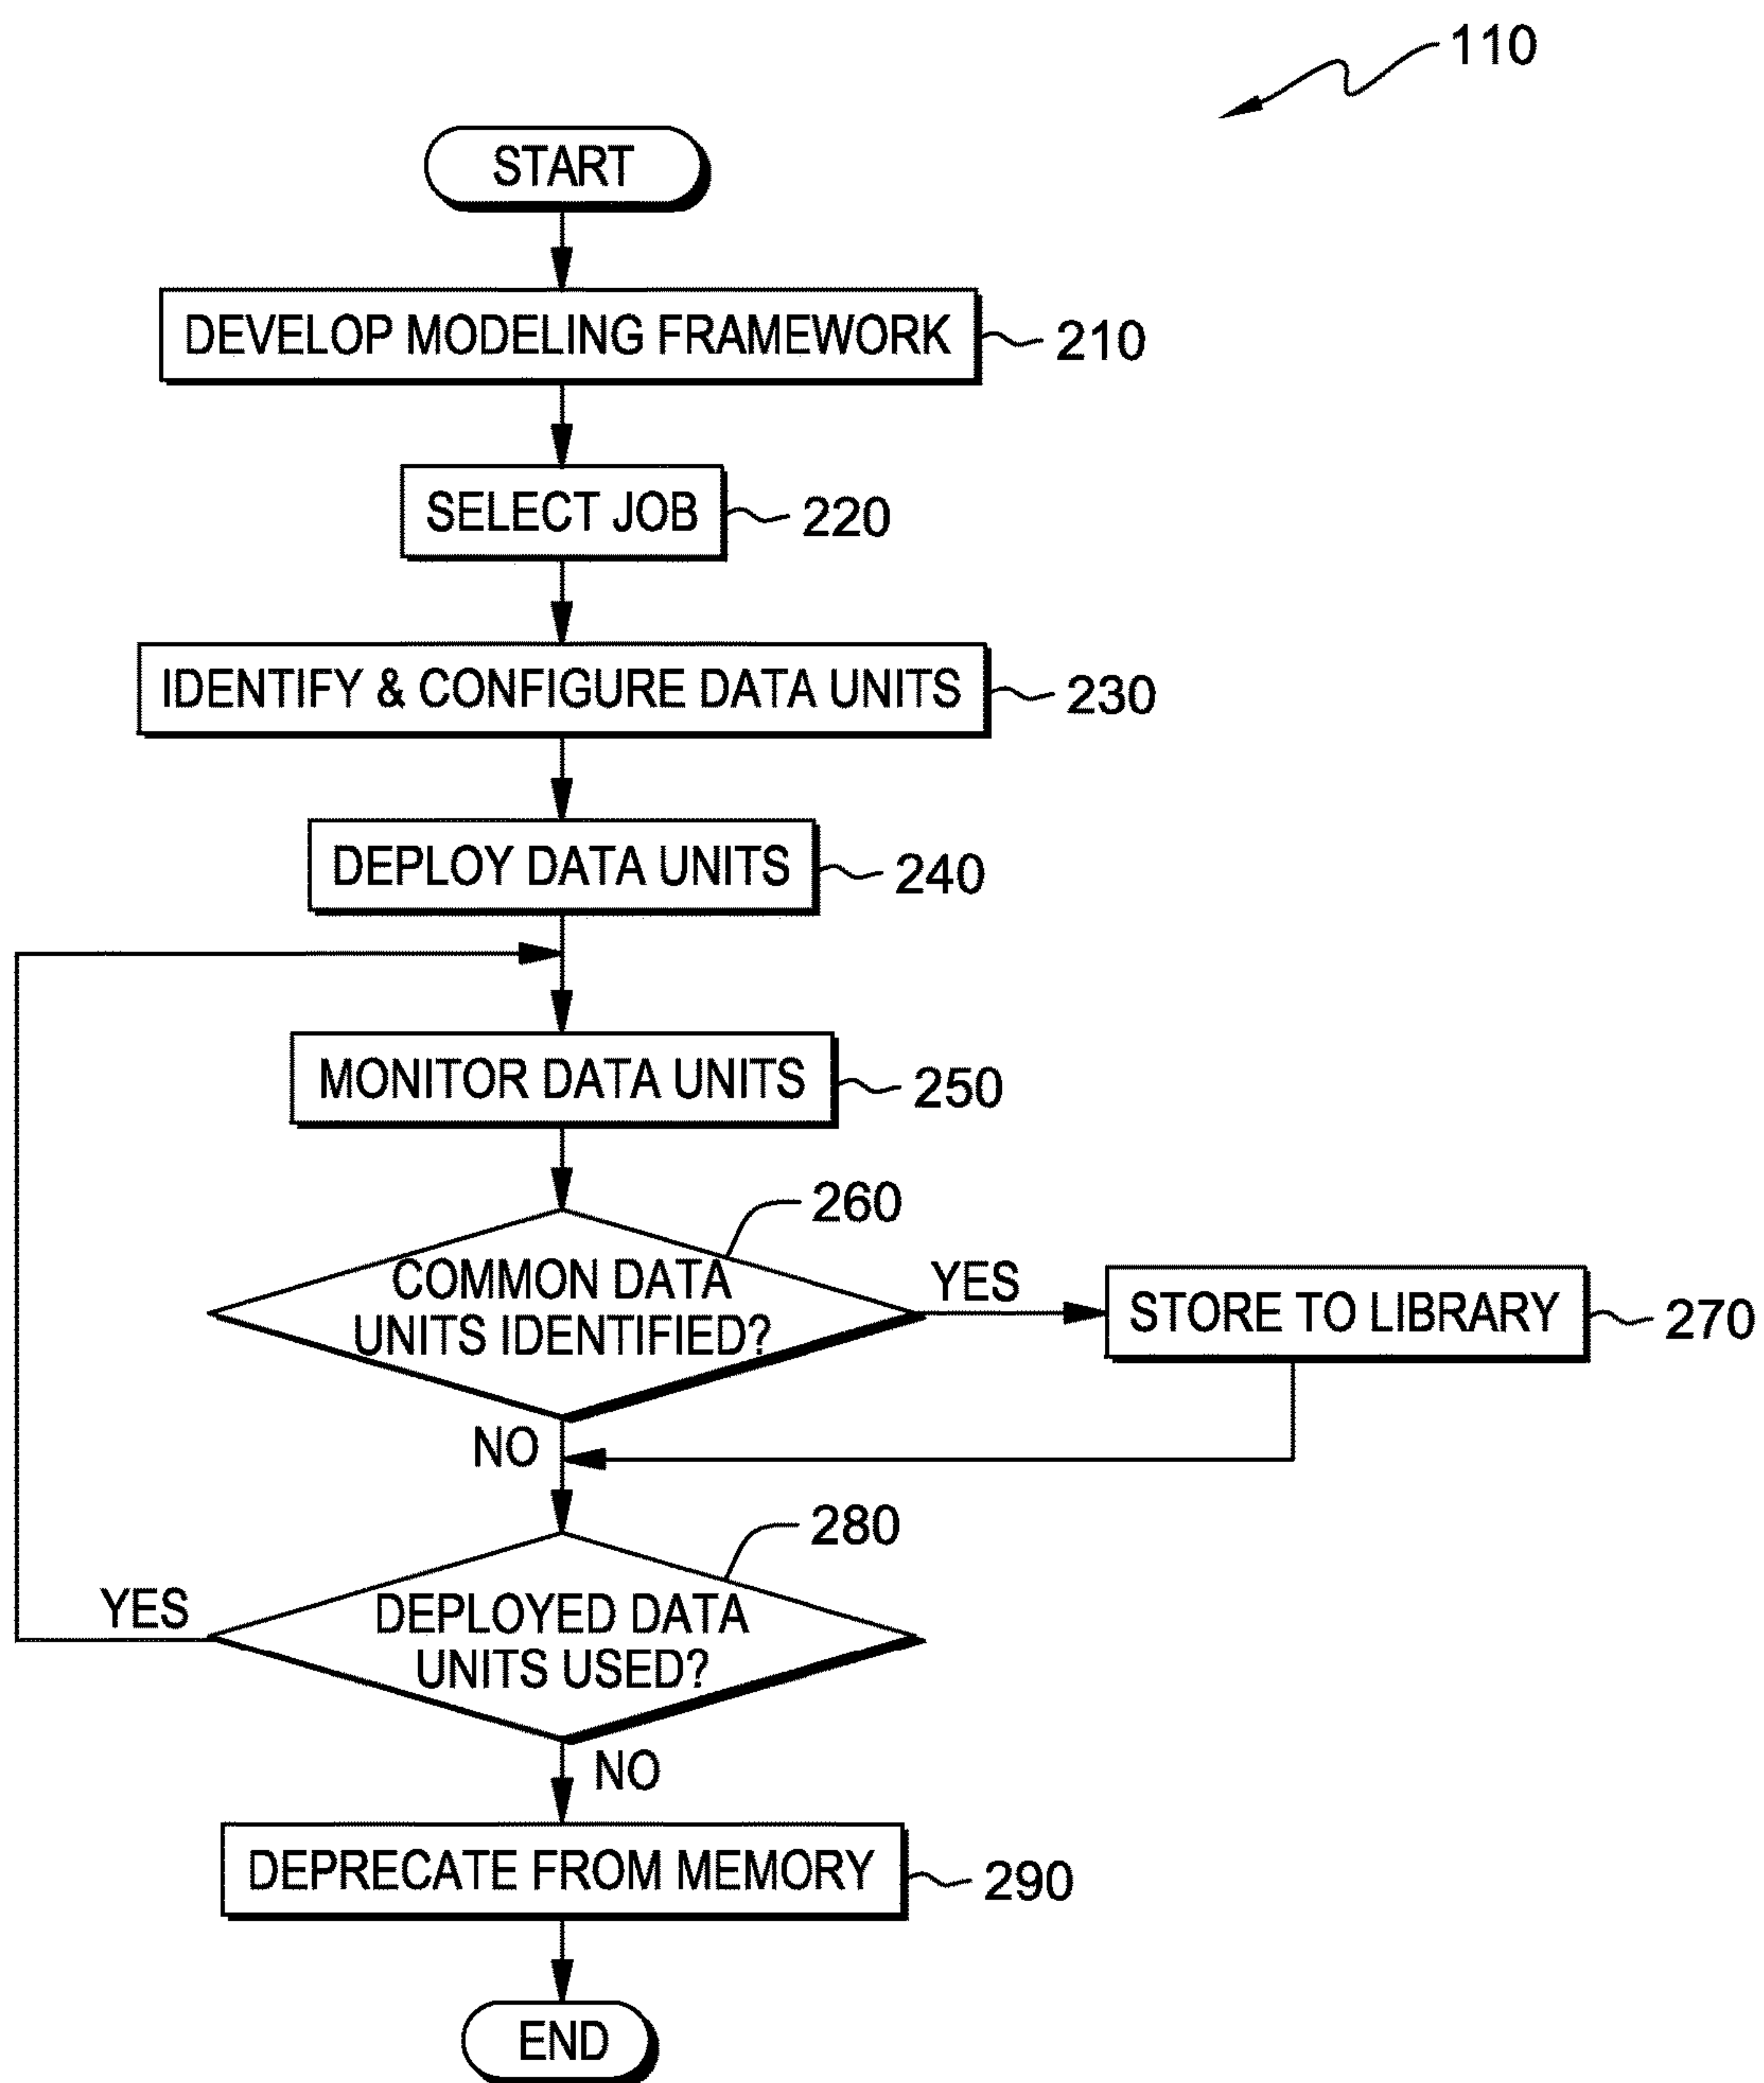 110
START
DEVELOP MODELING FRAMEWORK
210
SELECT JOB
220
IDENTIFY & CONFIGURE DATA UNITS
230
DEPLOY DATA UNITS
240
MONITOR DATA UNITS
250
260
COMMON DATA
UNITS IDENTIFIED?
YES
STORE TO LIBRARY
270
NO
280
YES
DEPLOYED DATA
UNITS USED?
NO
DEPRECATE FROM MEMORY
290
END